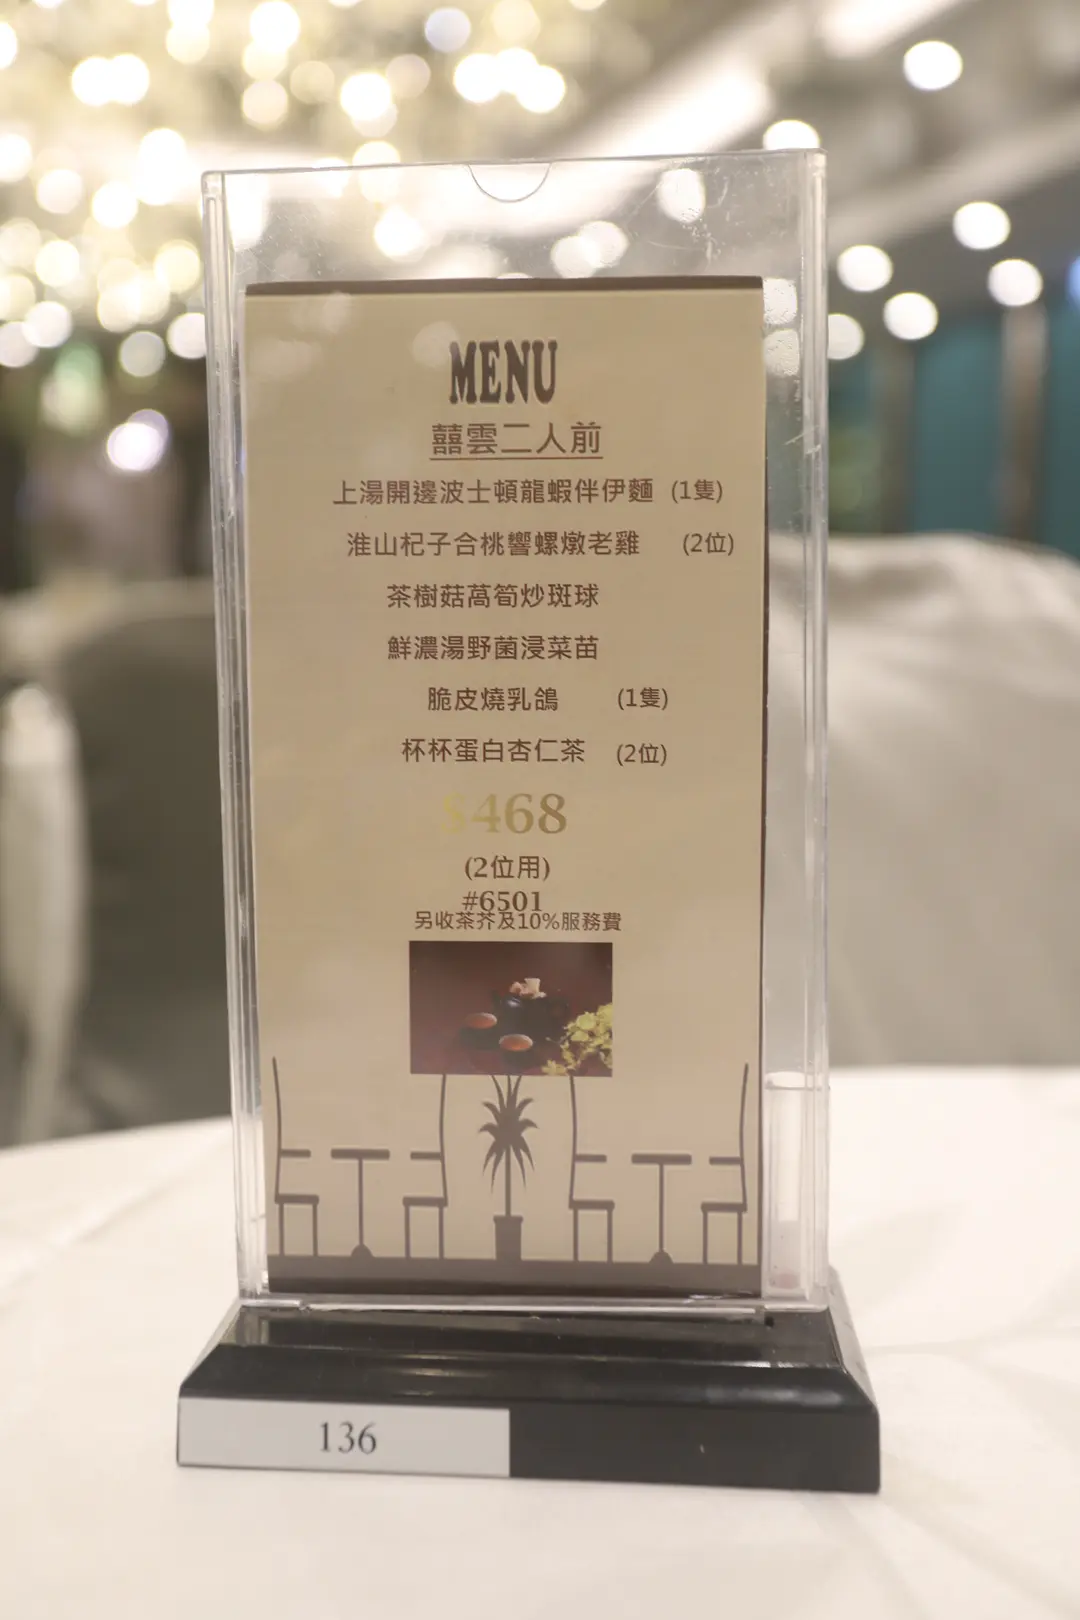 MENU
囍雲二人前
上湯開邊波士頓龍蝦伴伊麵 (1隻)
淮山杞子合桃響螺燉老雞 (2位)
茶樹菇萵筍炒斑球
鮮濃湯野菌浸菜苗
脆皮燒乳鴿 (1隻)
杯杯蛋白杏仁茶 (2位)
$468
(2位用)
#6501
另收茶芥及10%服務費
136